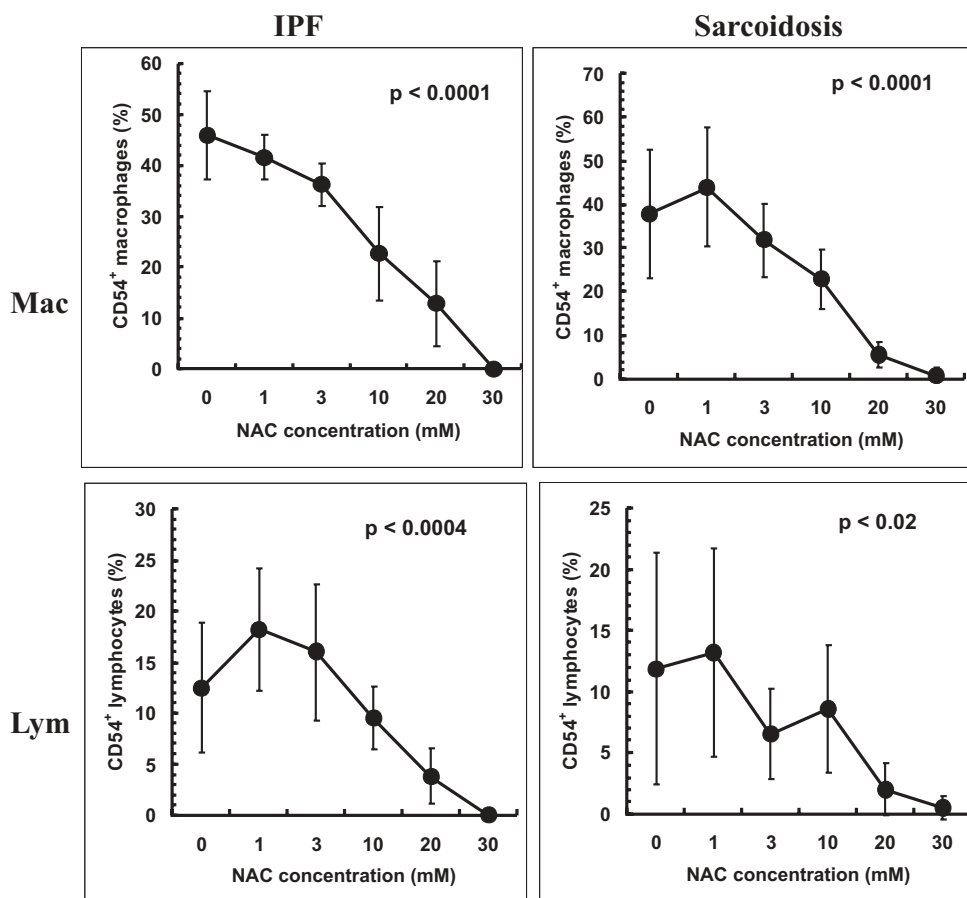 IPF
Sarcoidosis
Mac
Lym
60
50
40
30
20
10
0
CD54+ macrophages (%)
p < 0.0001
0 1 3 10 20 30
NAC concentration (mM)
70
60
50
40
30
20
10
0
CD54+ macrophages (%)
p < 0.0001
0 1 3 10 20 30
NAC concentration (mM)
30
25
20
15
10
5
0
CD54+ lymphocytes (%)
p < 0.0004
0 1 3 10 20 30
NAC concentration (mM)
25
20
15
10
5
0
CD54+ lymphocytes (%)
p < 0.02
0 1 3 10 20 30
NAC concentration (mM)